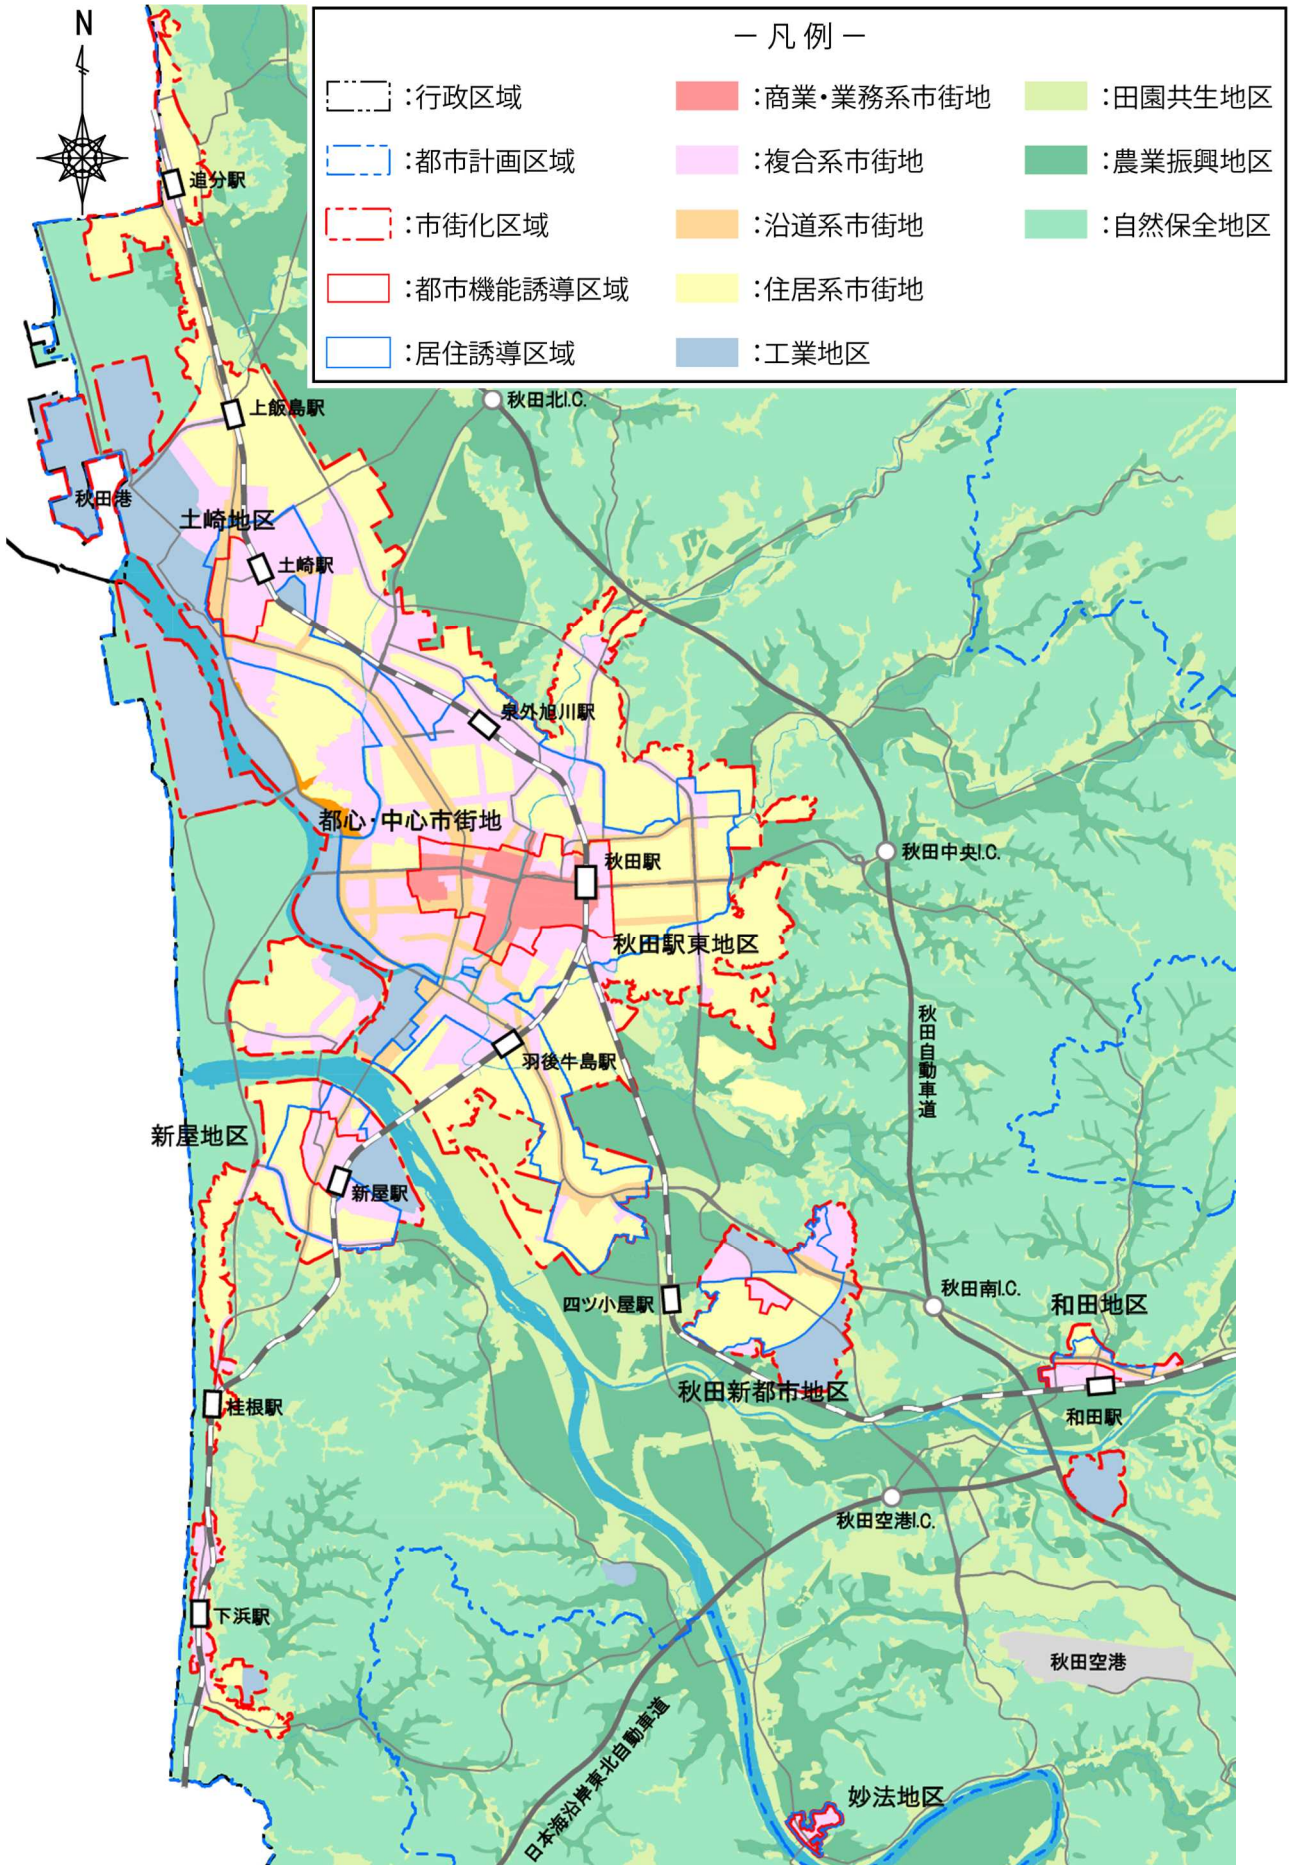 N
－ 凡 例 －
：行政区域
：商業・業務系市街地
：田園共生地区
：都市計画区域
：複合系市街地
：農業振興地区
：市街化区域
：沿道系市街地
：自然保全地区
：都市機能誘導区域
：住居系市街地
：居住誘導区域
：工業地区
追分駅
秋田北I.C.
上飯島駅
秋田港
土崎地区
土崎駅
泉外旭川駅
都心・中心市街地
秋田駅
秋田中央I.C.
秋田駅東地区
秋田自動車道
羽後牛島駅
新屋地区
新屋駅
四ツ小屋駅
秋田南I.C.
和田地区
秋田新都市地区
桂根駅
和田駅
秋田空港I.C.
下浜駅
秋田空港
日本海沿岸東北自動車道
妙法地区